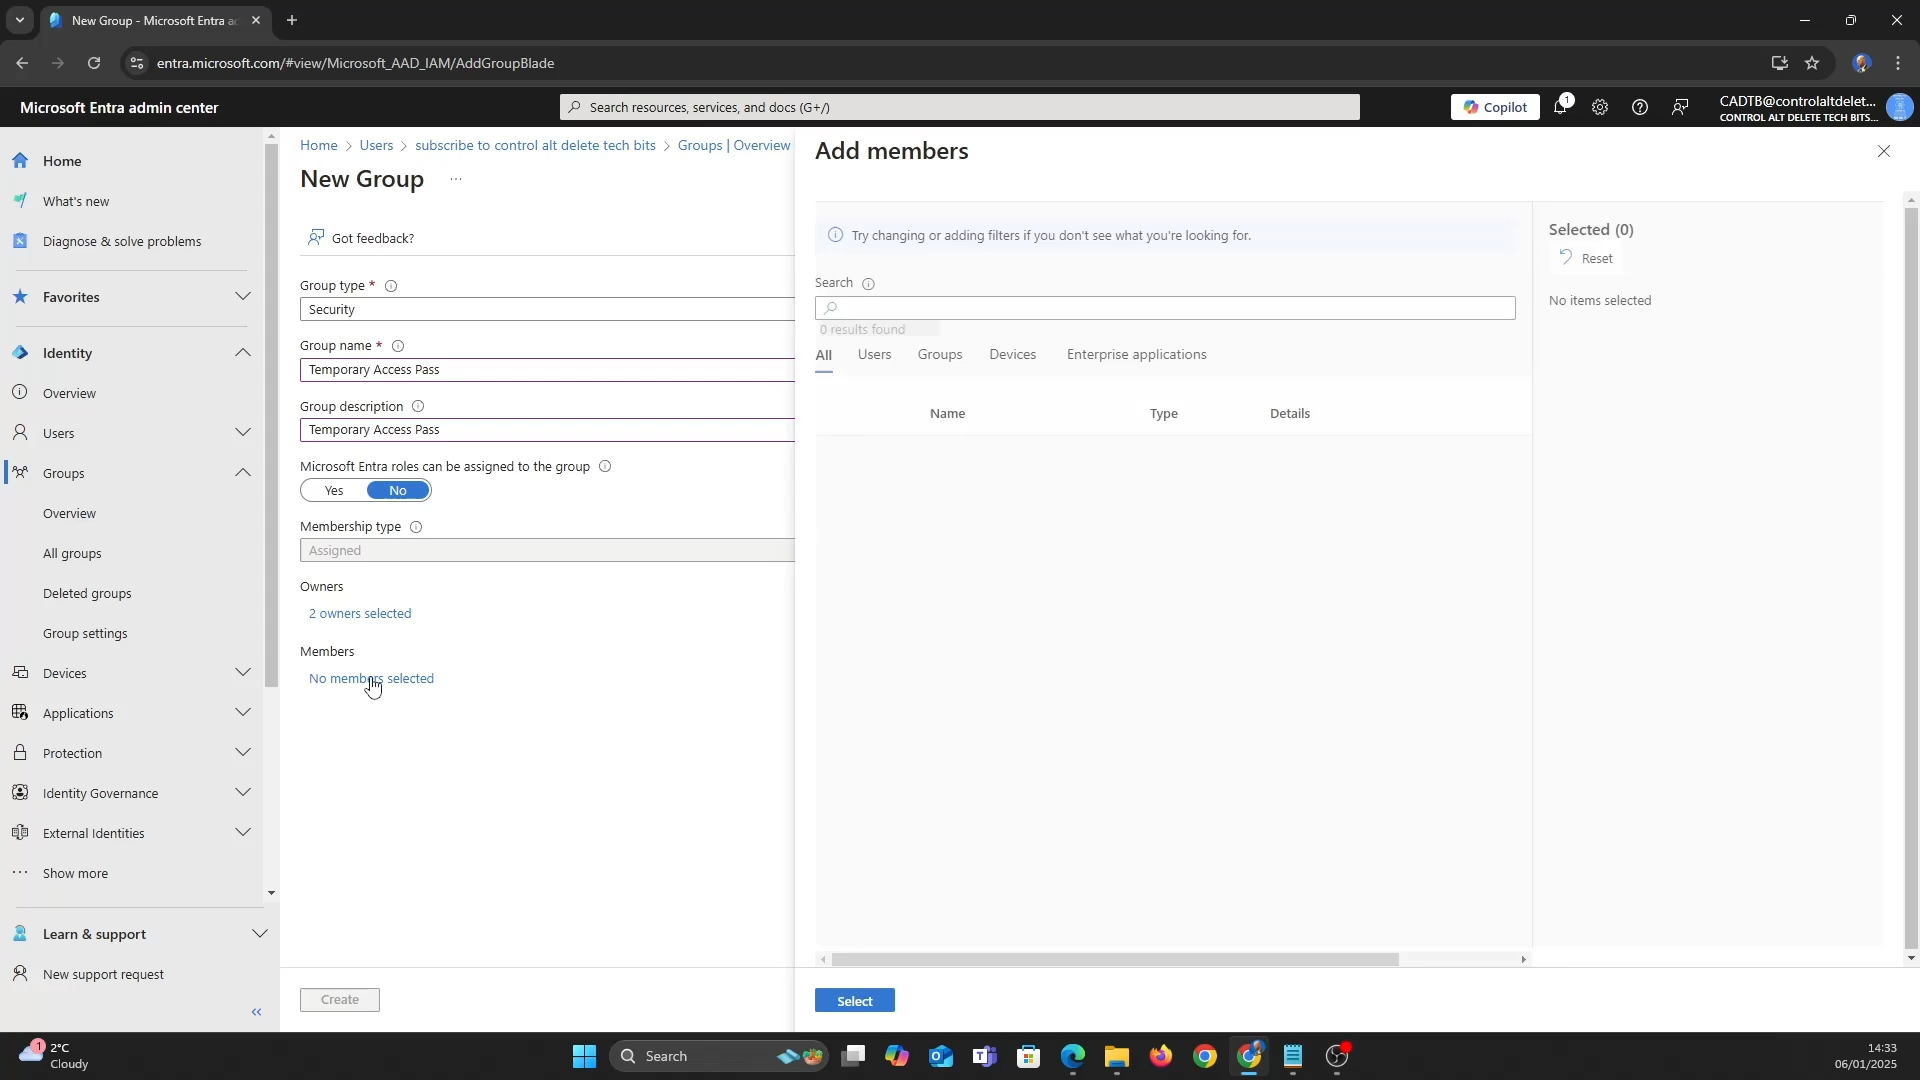 New Group - Microsoft Entra ad
entra.microsoft.com/#view/Microsoft_AAD_IAM/AddGroupBlade
Microsoft Entra admin center
Search resources, services, and docs (G+/)
Copilot
1
CADTB@controlaltdelet...
CONTROL ALT DELETE TECH BITS...
Home
What's new
Diagnose & solve problems
Favorites
Identity
Overview
Users
Groups
Overview
All groups
Deleted groups
Group settings
Devices
Applications
Protection
Identity Governance
External Identities
Show more
Learn & support
New support request
Home > Users > subscribe to control alt delete tech bits > Groups | Overview
New Group
Got feedback?
Group type *
Security
Group name *
Temporary Access Pass
Group description
Temporary Access Pass
Microsoft Entra roles can be assigned to the group
Yes No
Membership type
Assigned
Owners
2 owners selected
Members
No members selected
Create
Add members
Try changing or adding filters if you don't see what you're looking for.
Search
0 results found
All Users Groups Devices Enterprise applications
Name Type Details
Selected (0)
Reset
No items selected
Select
1
2°C
Cloudy
Search
14:33
06/01/2025